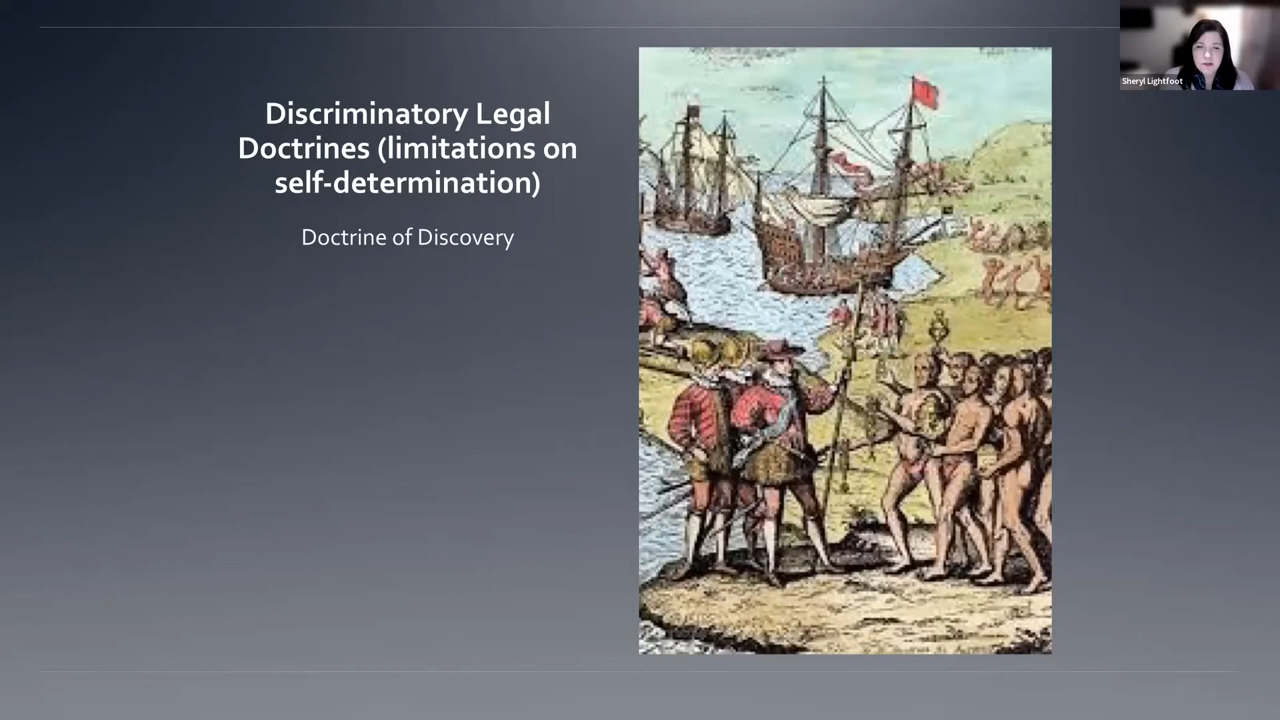 Sheryl Lightfoot
Discriminatory Legal
Doctrines (limitations on
self-determination)
Doctrine of Discovery